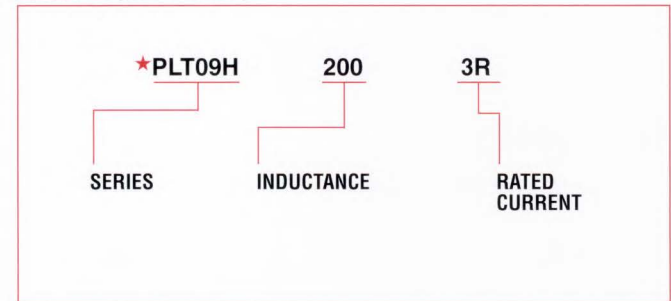 ★PLT09H 200 3R
SERIES INDUCTANCE RATED
CURRENT